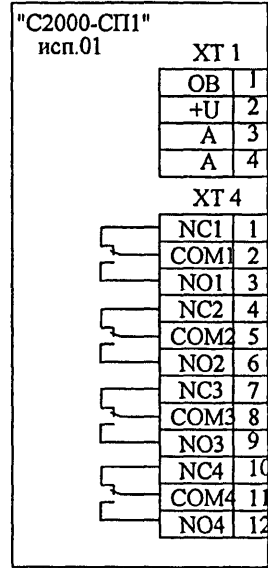 "С2000-СП1"
исп.01
XT 1
OB 1
+U 2
A 3
A 4
XT 4
NC1 1
COM1 2
NO1 3
NC2 4
COM2 5
NO2 6
NC3 7
COM3 8
NO3 9
NC4 10
COM4 11
NO4 12